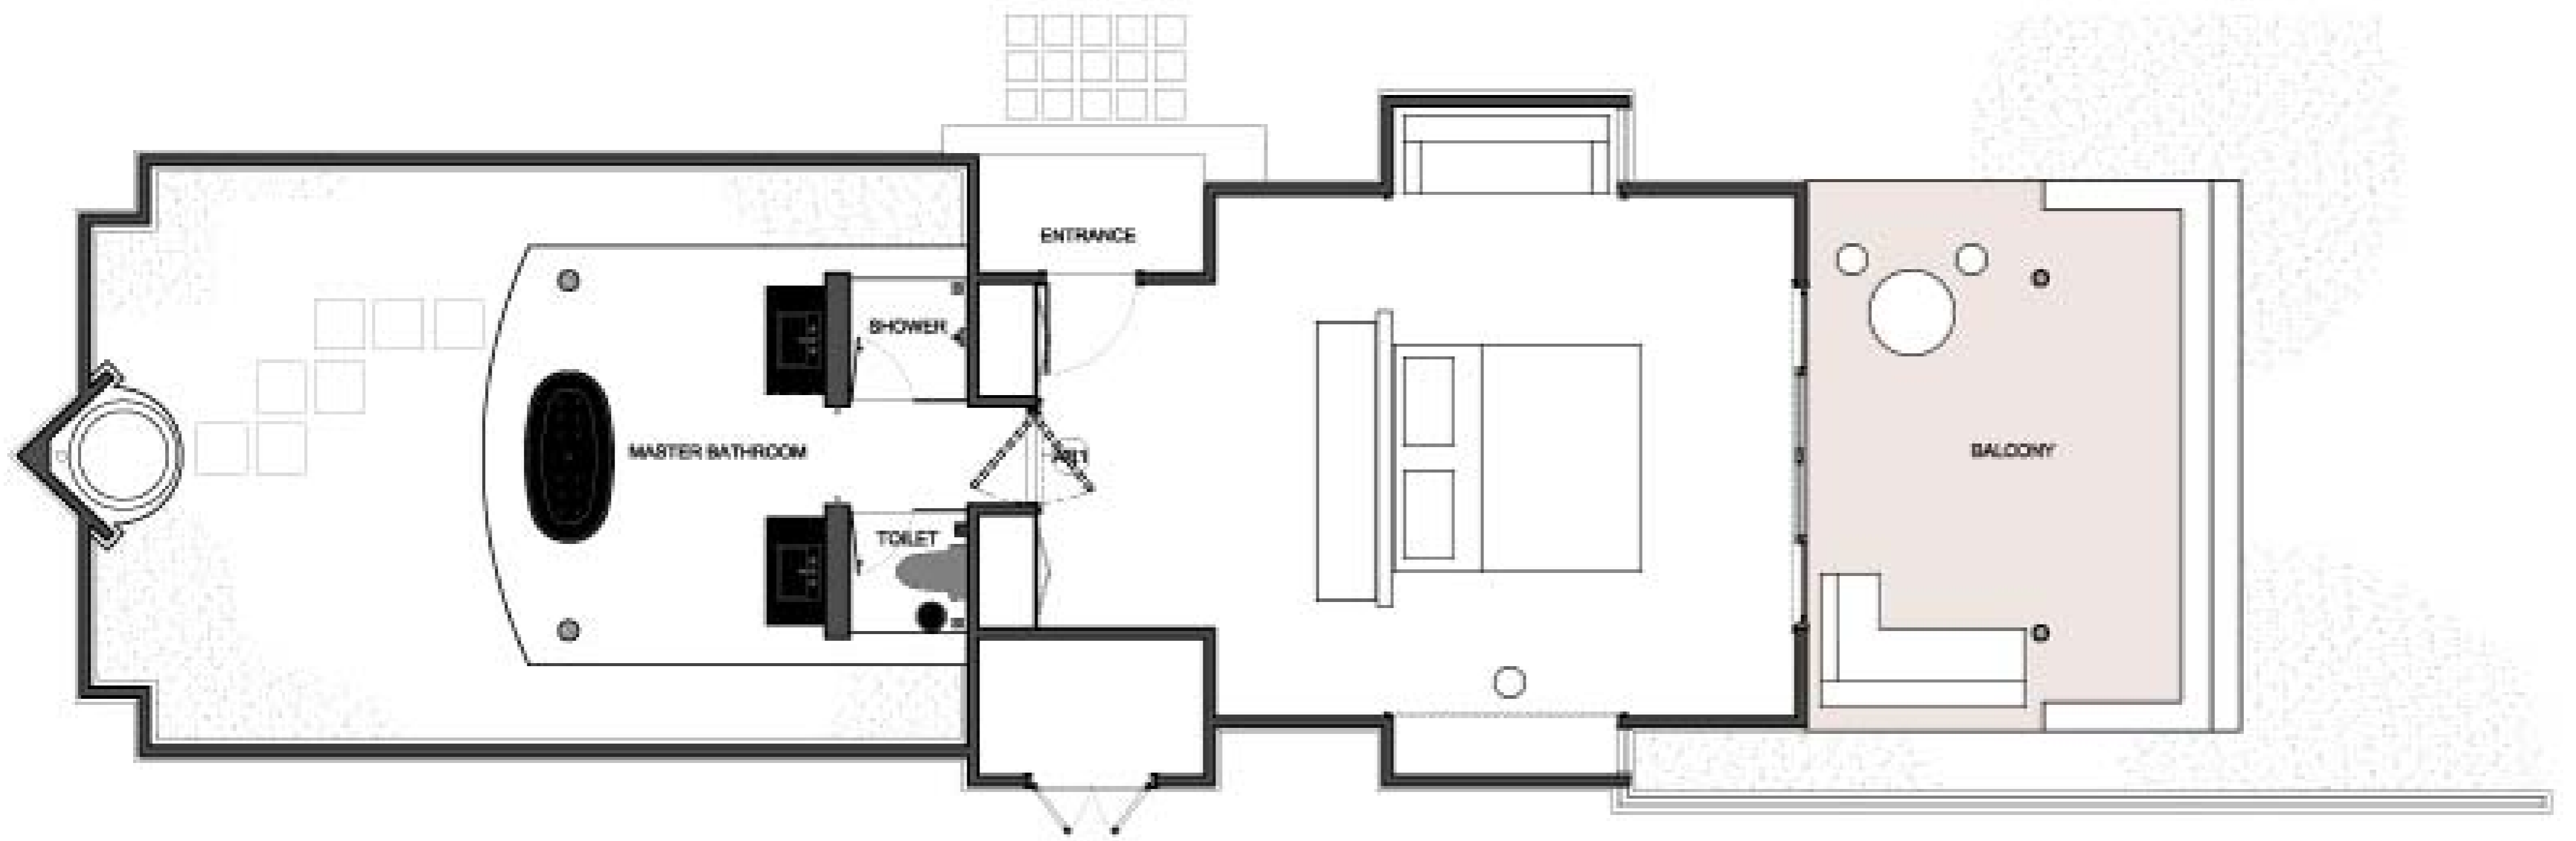 ENTRANCE
SHOWER
MASTER BATHROOM
BALCONY
TOILET